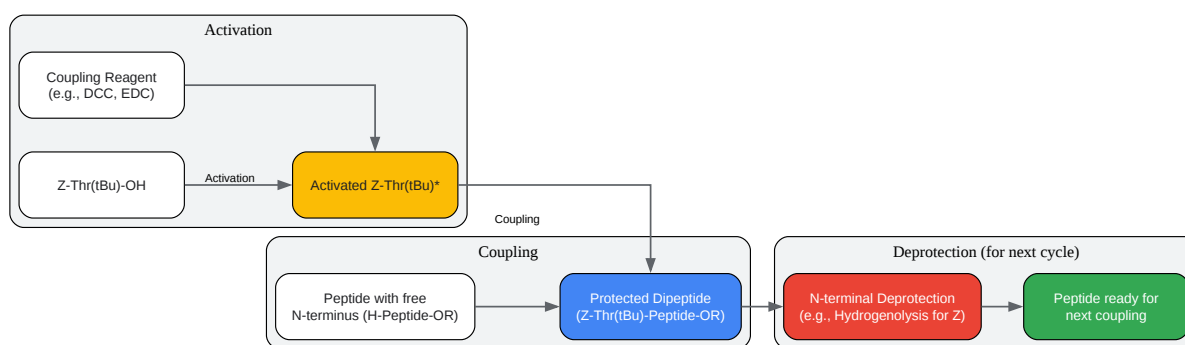 Activation
Coupling Reagent
(e.g., DCC, EDC)
Z-Thr(tBu)-OH
Activation
Activated Z-Thr(tBu)*
Coupling
Coupling
Peptide with free
N-terminus (H-Peptide-OR)
Protected Dipeptide
(Z-Thr(tBu)-Peptide-OR)
Deprotection (for next cycle)
N-terminal Deprotection
(e.g., Hydrogenolysis for Z)
Peptide ready for
next coupling